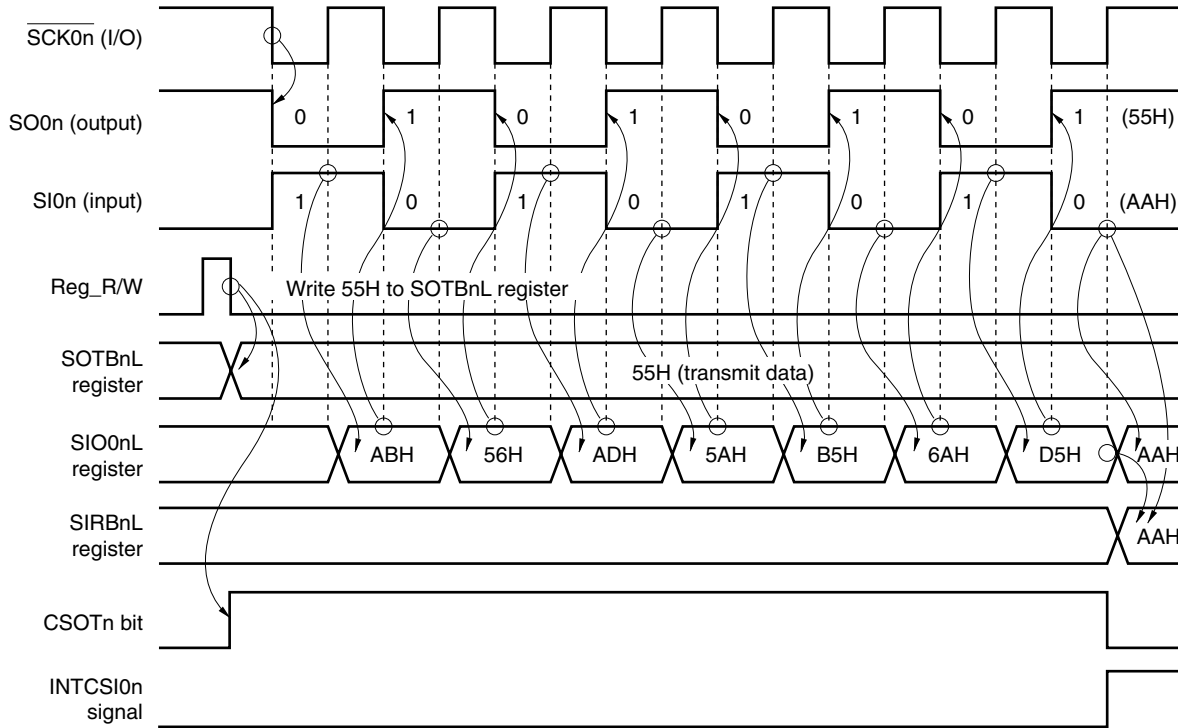 SCK0n (I/O)
SO0n (output)
0 1 0 1 0 1 0 1 (55H)
SI0n (input)
1 0 1 0 1 0 1 0 (AAH)
Reg_R/W
Write 55H to SOTBnL register
SOTBnL
register
55H (transmit data)
SIO0nL
register
ABH 56H ADH 5AH B5H 6AH D5H AAH
SIRBnL
register
AAH
CSOTn bit
INTCSI0n
signal